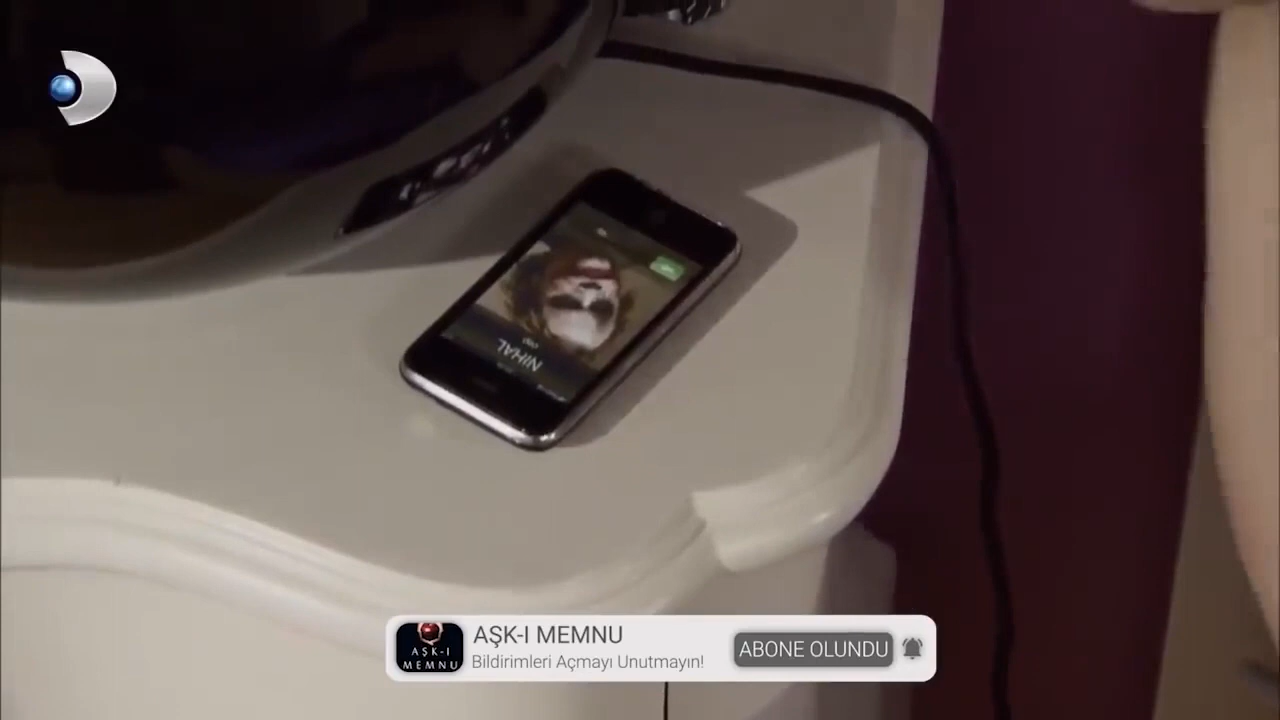 NIHAL
AŞK-I
MEMNU
AŞK-I MEMNU
Bildirimleri Açmayı Unutmayın!
ABONE OLUNDU